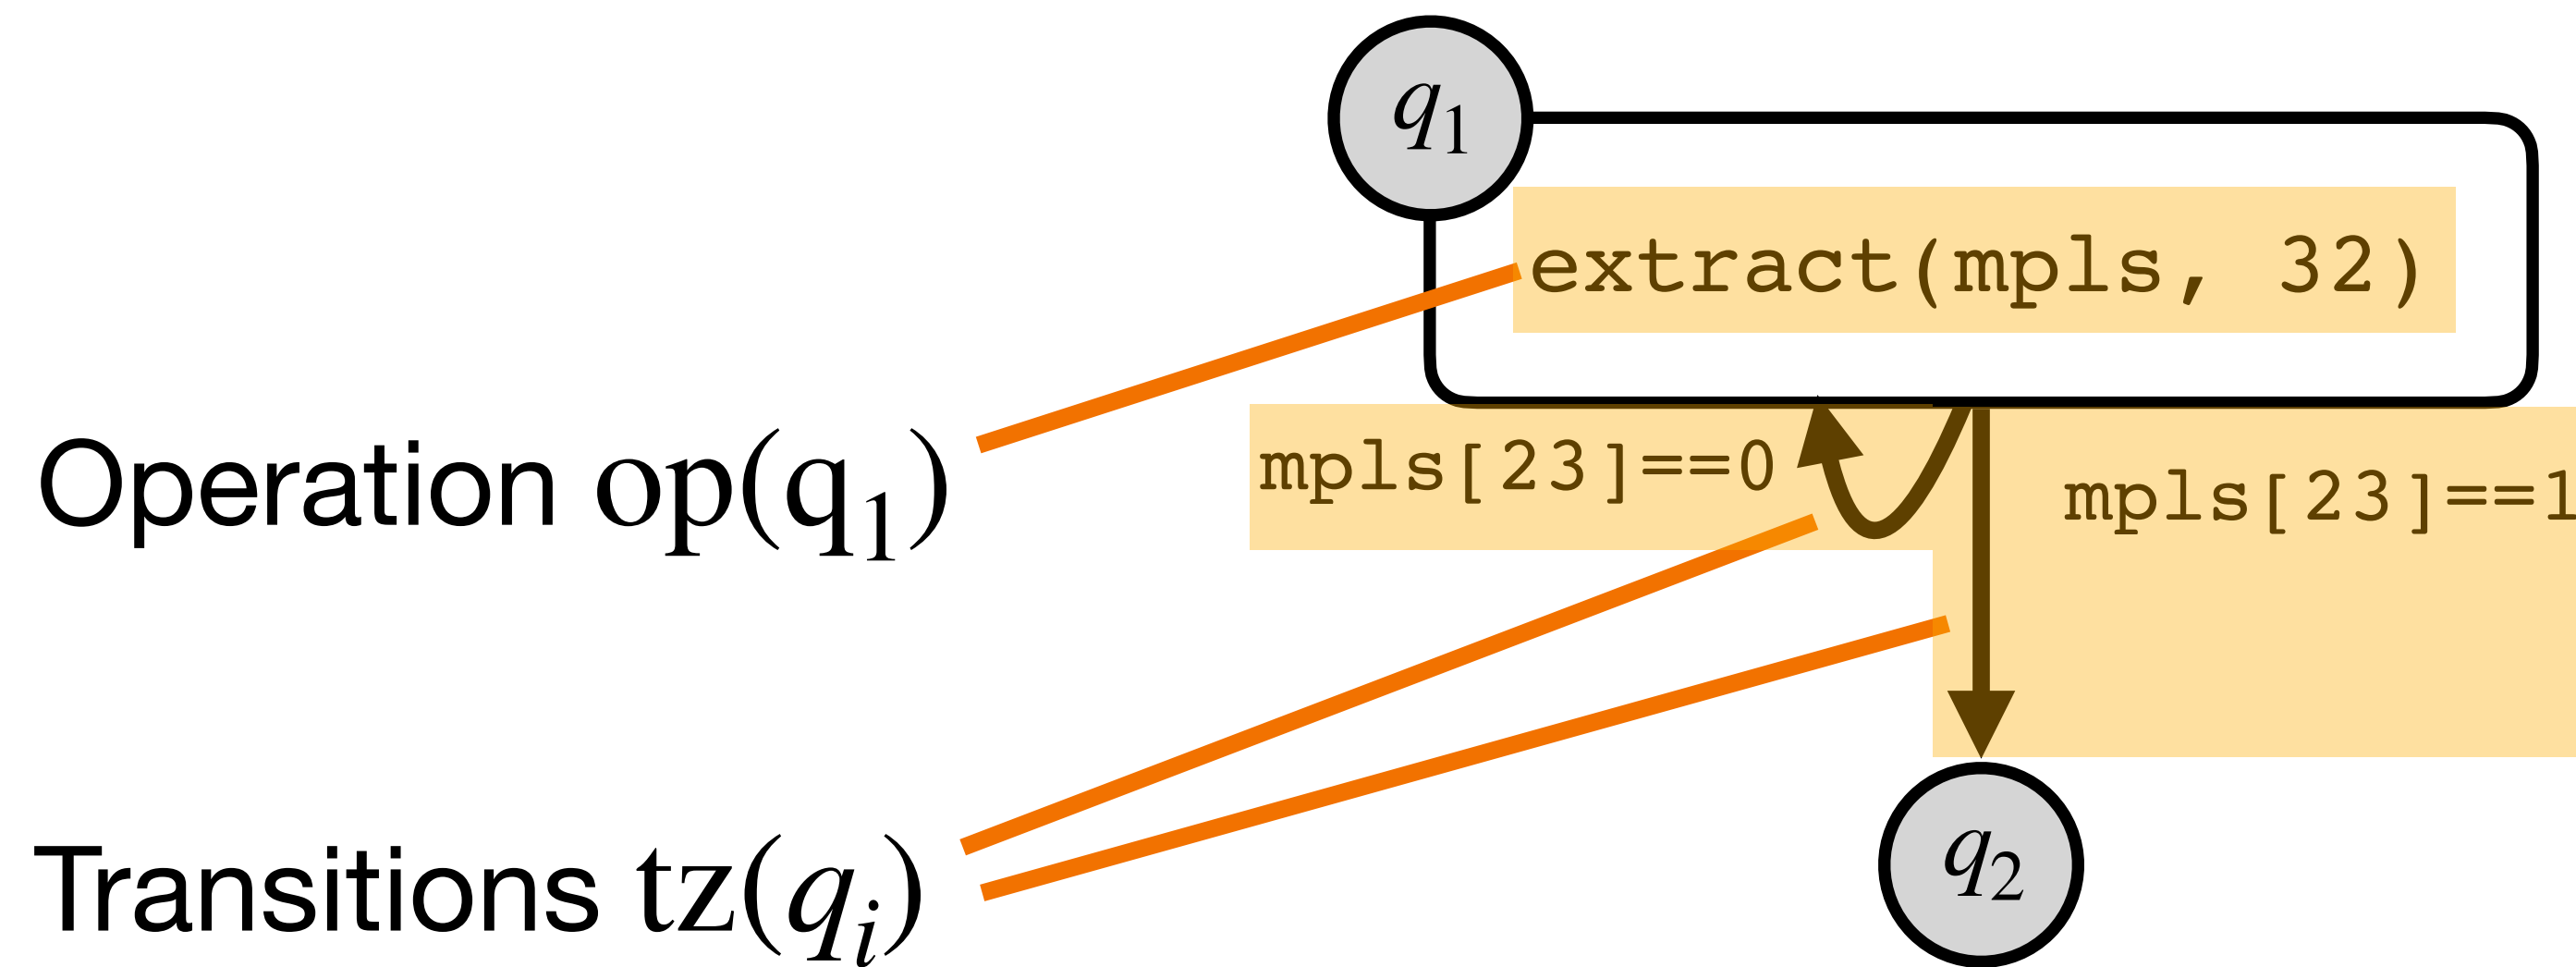 q₁
extract(mpls, 32)
Operation op(q₁)
mpls[23]==0
mpls[23]==1
Transitions tz(qᵢ)
q₂